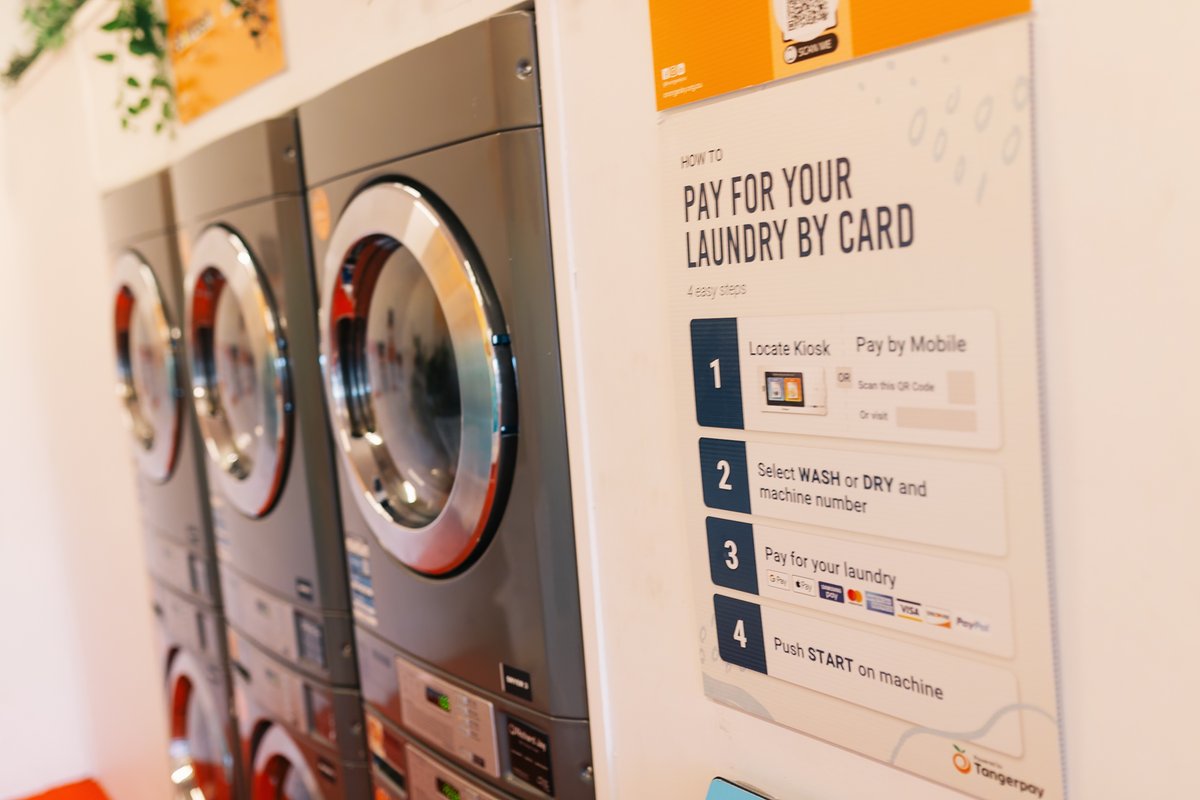 SCAN ME
HOW TO
PAY FOR YOUR
LAUNDRY BY CARD
4 easy steps
1
Locate Kiosk
OR
Pay by Mobile
Scan this QR Code
Or visit
2
Select WASH or DRY and
machine number
3
Pay for your laundry
G Pay
Pay
VISA
PayPal
4
Push START on machine
Tangerpay